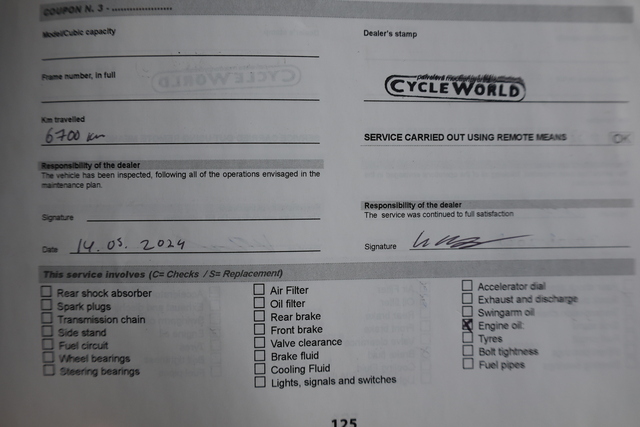 COUPON N. 3 - ····················
Model/Cubic capacity
Dealer's stamp
Frame number, in full
CYCLE WORLD
Km travelled
6700 km
SERVICE CARRIED OUT USING REMOTE MEANS
Responsibility of the dealer
The vehicle has been inspected, following all of the operations envisaged in the
maintenance plan.
Signature
Date 14.05.2024
Responsibility of the dealer
The service was continued to full satisfaction
Signature
This service involves (C= Checks / S= Replacement)
Rear shock absorber
Spark plugs
Transmission chain
Side stand
Fuel circuit
Wheel bearings
Steering bearings
Air Filter
Oil filter
Rear brake
Front brake
Valve clearance
Brake fluid
Cooling Fluid
Lights, signals and switches
Accelerator dial
Exhaust and discharge
Swingarm oil
Engine oil
Tyres
Bolt tightness
Fuel pipes
125